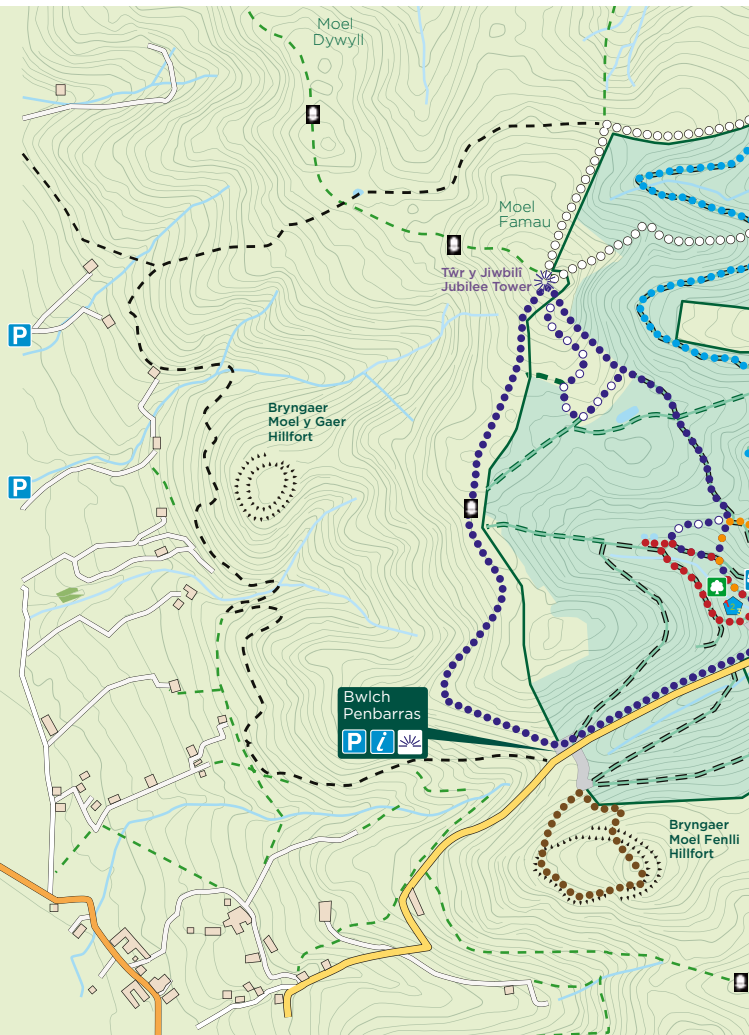 Moel
Dywyll
Moel
Famau
Tŵr y Jiwbilî
Jubilee Tower
P
Bryngaer
Moel y Gaer
Hillfort
P
Bwlch
Penbarras
P i
Bryngaer
Moel Fenlli
Hillfort